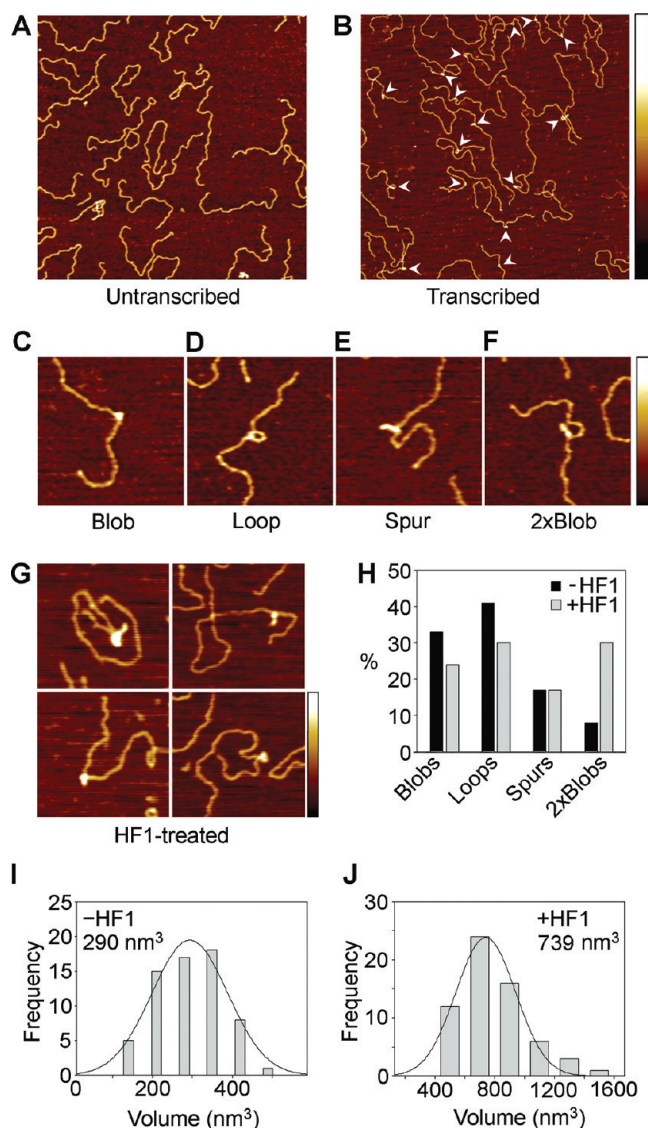 A B
Untranscribed Transcribed
C D E F
Blob Loop Spur 2xBlob
G H
50
40
30
20
10
0
%
-HF1
+HF1
Blobs Loops Spurs 2xBlobs
HF1-treated
I J
25
20
15
10
5
0
Frequency
−HF1
290 nm³
0 200 400
Volume (nm³)
30
20
10
0
Frequency
+HF1
739 nm³
400 800 1200 1600
Volume (nm³)